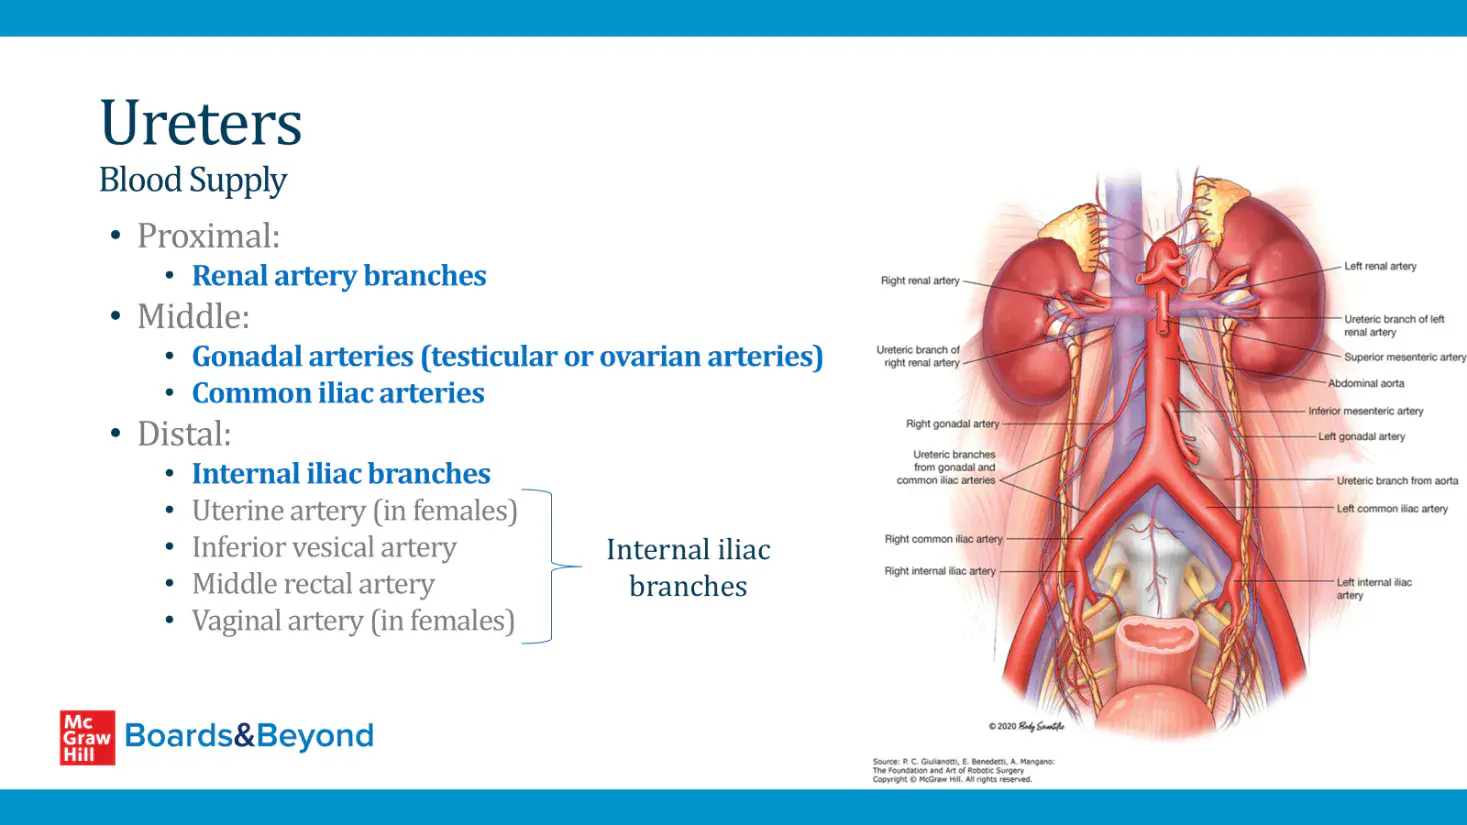 Ureters
Blood Supply
• Proximal:
• Renal artery branches
• Middle:
• Gonadal arteries (testicular or ovarian arteries)
• Common iliac arteries
• Distal:
• Internal iliac branches
• Uterine artery (in females)
• Inferior vesical artery
• Middle rectal artery
• Vaginal artery (in females)
Internal iliac
branches
Right renal artery
Ureteric branch of
right renal artery
Right gonadal artery
Ureteric branches
from gonadal and
common iliac arteries
Right common iliac artery
Right internal iliac artery
Left renal artery
Ureteric branch of left
renal artery
Superior mesenteric artery
Abdominal aorta
Inferior mesenteric artery
Left gonadal artery
Ureteric branch from aorta
Left common iliac artery
Left internal iliac
artery
© 2020 Body Scientific
Source: P. C. Giulianotti, E. Benedetti, A. Mangano:
The Foundation and Art of Robotic Surgery
Copyright © McGraw Hill. All rights reserved.
Mc
Graw
Hill
Boards&Beyond